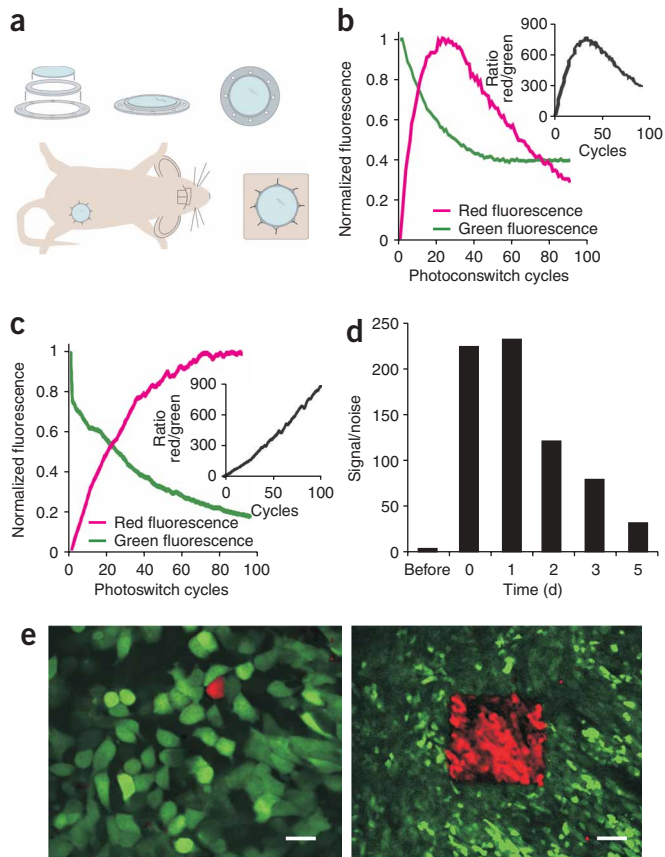 a
b
Normalized fluorescence
1
0.8
0.6
0.4
0.2
0
0 20 40 60 80 100
Photoconswitch cycles
Red fluorescence
Green fluorescence
Ratio
red/green
900
600
300
0
0 50 100
Cycles
c
Normalized fluorescence
1
0.8
0.6
0.4
0.2
0
0 20 40 60 80 100
Photoswitch cycles
Red fluorescence
Green fluorescence
Ratio
red/green
900
600
300
0
0 50 100
Cycles
d
Signal/noise
250
200
150
100
50
0
Before 0 1 2 3 5
Time (d)
e